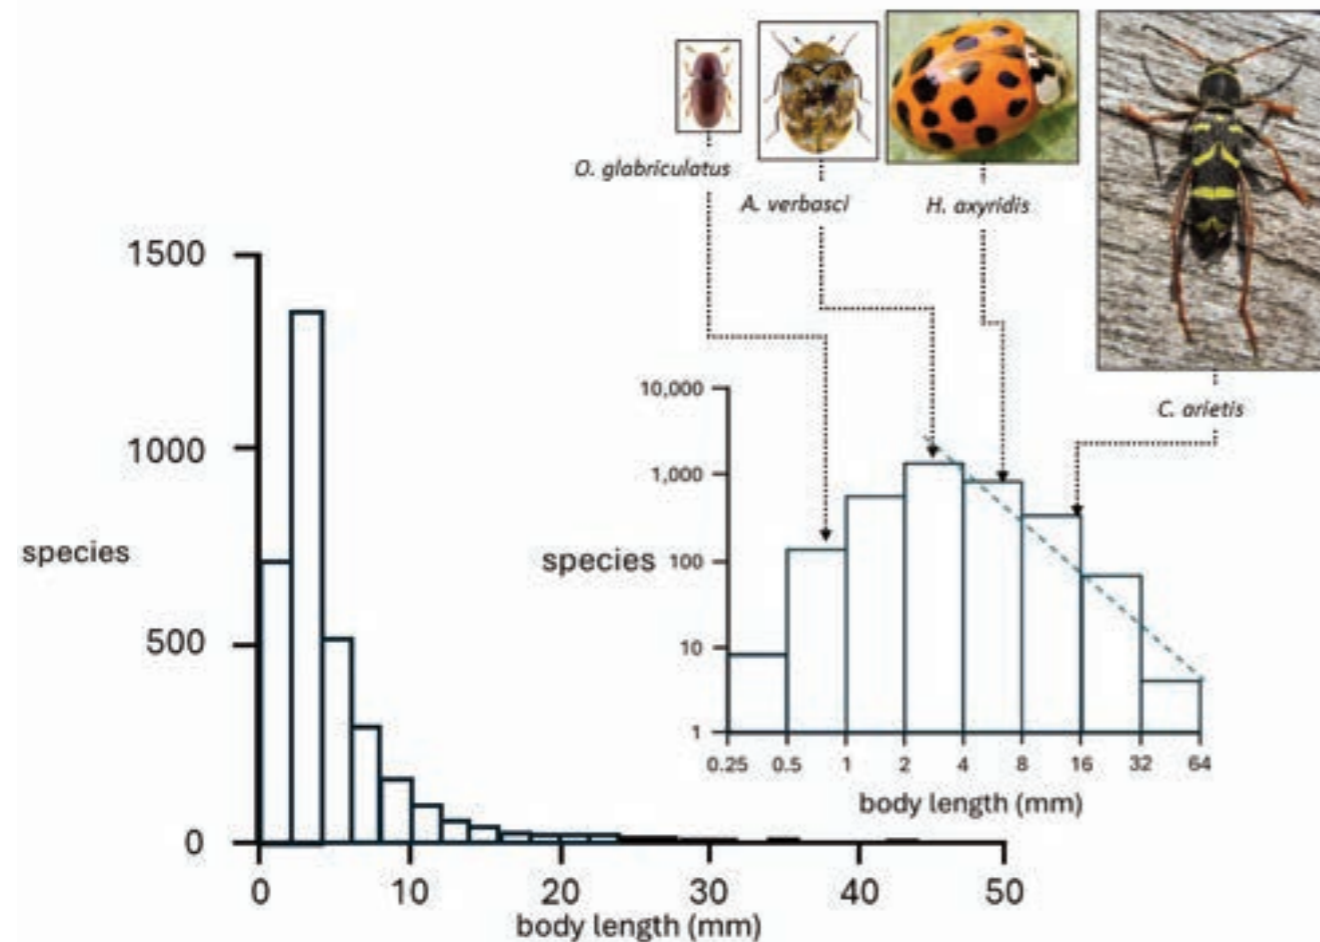 O. glabriculatus
A. verbasci
H. axyridis
C. arietis
1500
1000
500
0
species
0 10 20 30 40 50
body length (mm)
10,000
1,000
100
10
1
species
0.25 0.5 1 2 4 8 16 32 64
body length (mm)